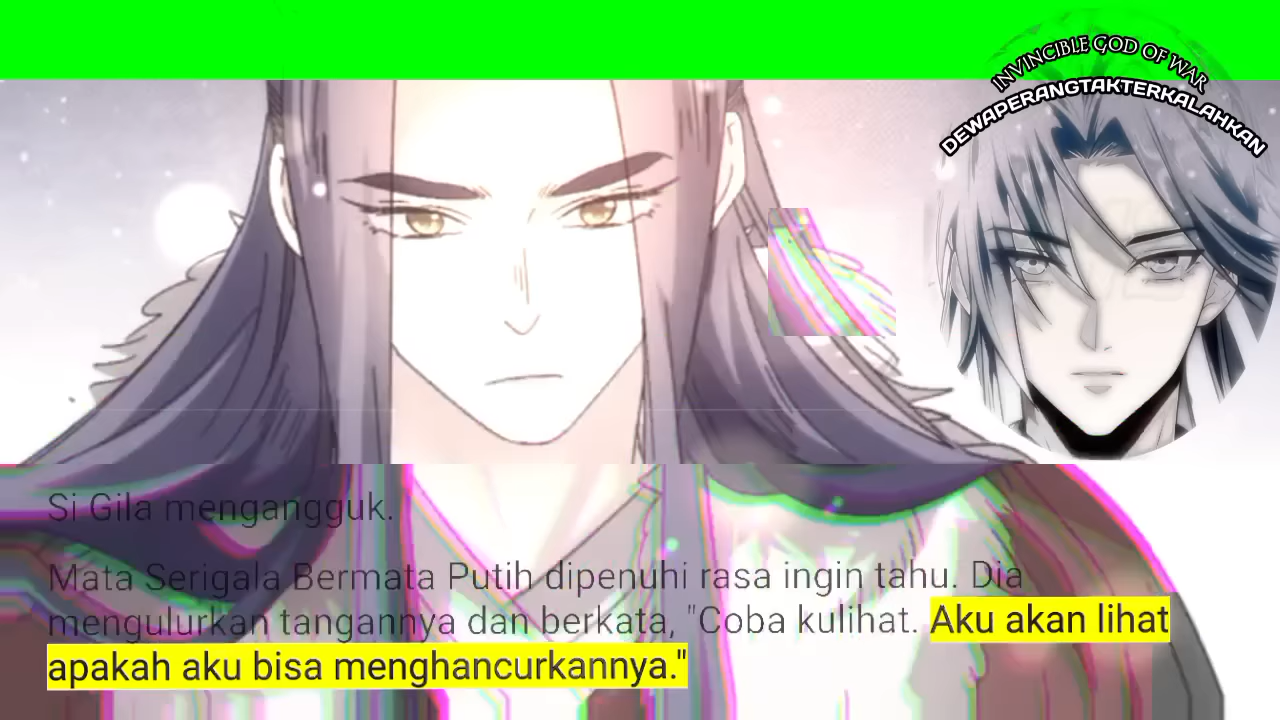 INVINCIBLE GOD OF WAR
DEWAPERANGTAKTERKALAHKAN
Si Gila mengangguk.
Mata Serigala Bermata Putih dipenuhi rasa ingin tahu. Dia
mengulurkan tangannya dan berkata, "Coba kulihat. Aku akan lihat
apakah aku bisa menghancurkannya."